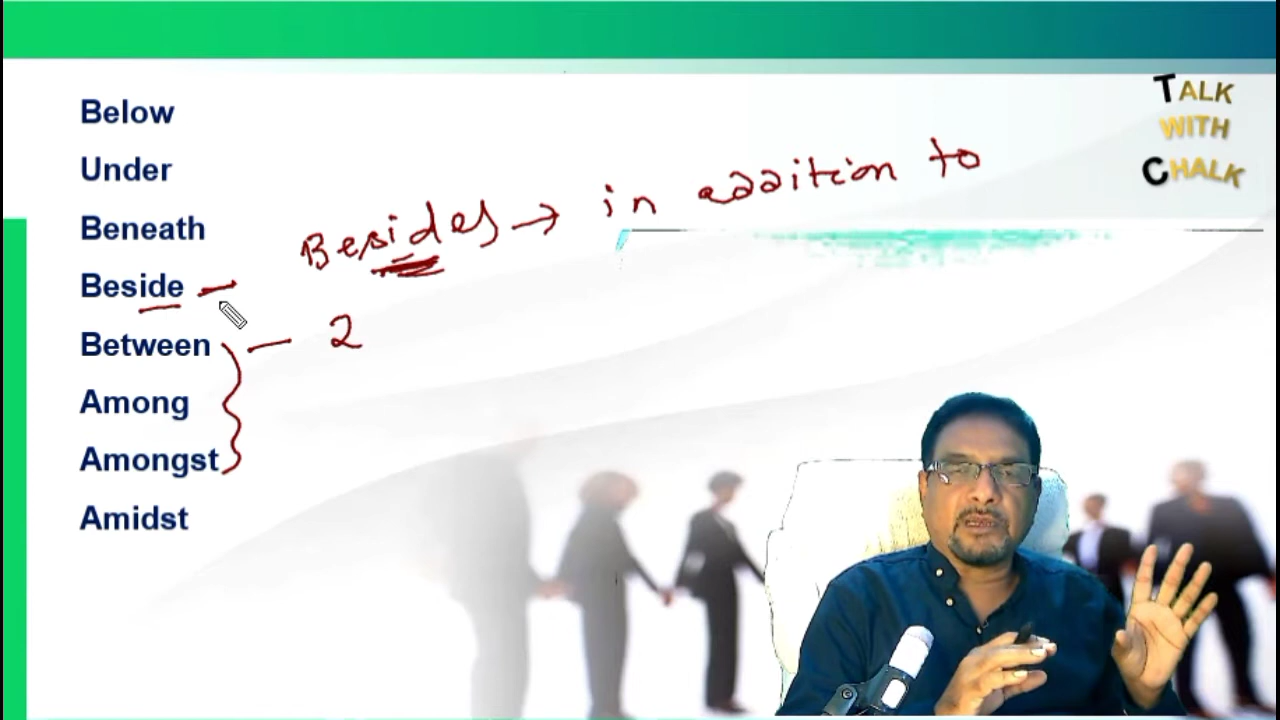 Below
Under
Beneath
Besides → in addition to
Beside —
Between — 2
Among
Amongst
Amidst
TALK
WITH
CHALK